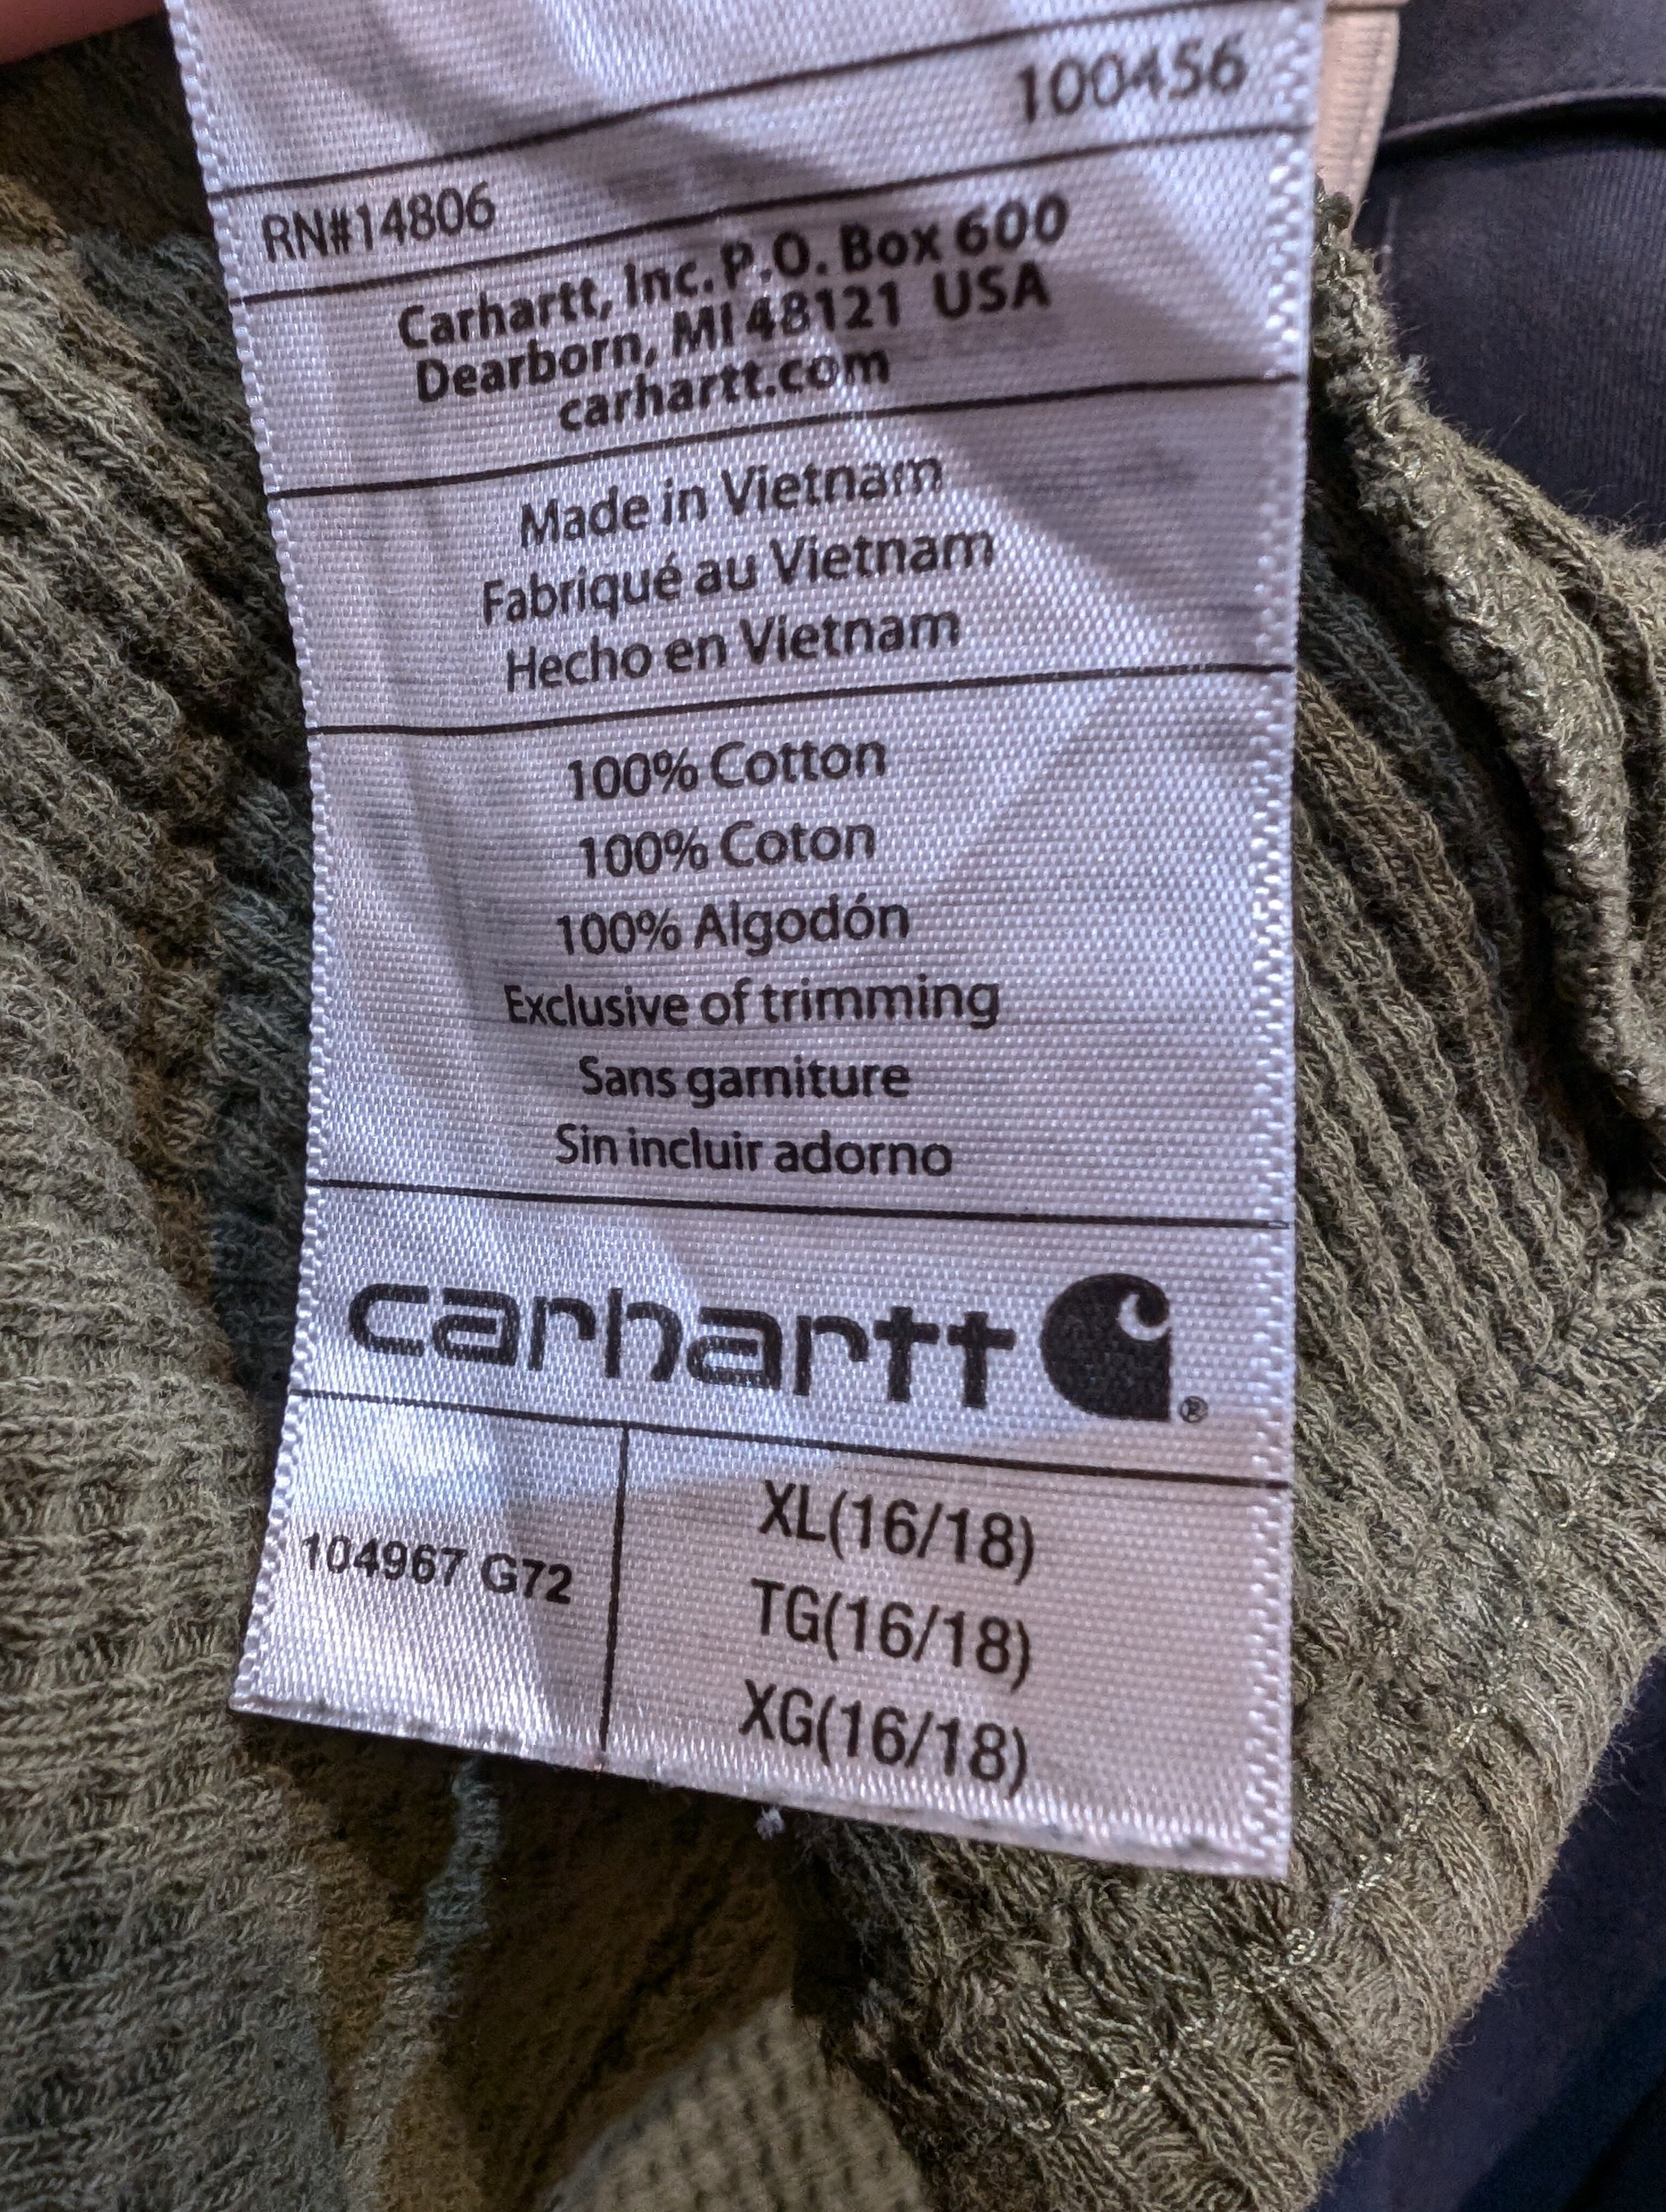 100456
RN#14806
Carhartt, Inc. P.O. Box 600
Dearborn, MI 48121 USA
carhartt.com
Made in Vietnam
Fabriqué au Vietnam
Hecho en Vietnam
100% Cotton
100% Coton
100% Algodón
Exclusive of trimming
Sans garniture
Sin incluir adorno
carhartt ®
104967 G72
XL(16/18)
TG(16/18)
XG(16/18)